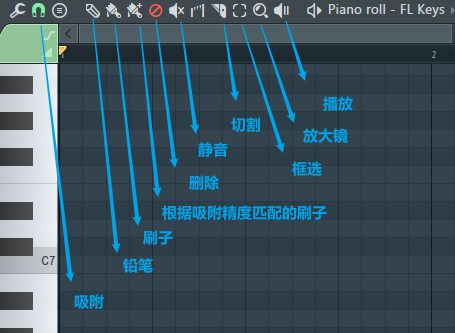 Piano roll - FL Keys
2
播放
切割
放大镜
静音
框选
删除
根据吸附精度匹配的刷子
刷子
C7
铅笔
吸附